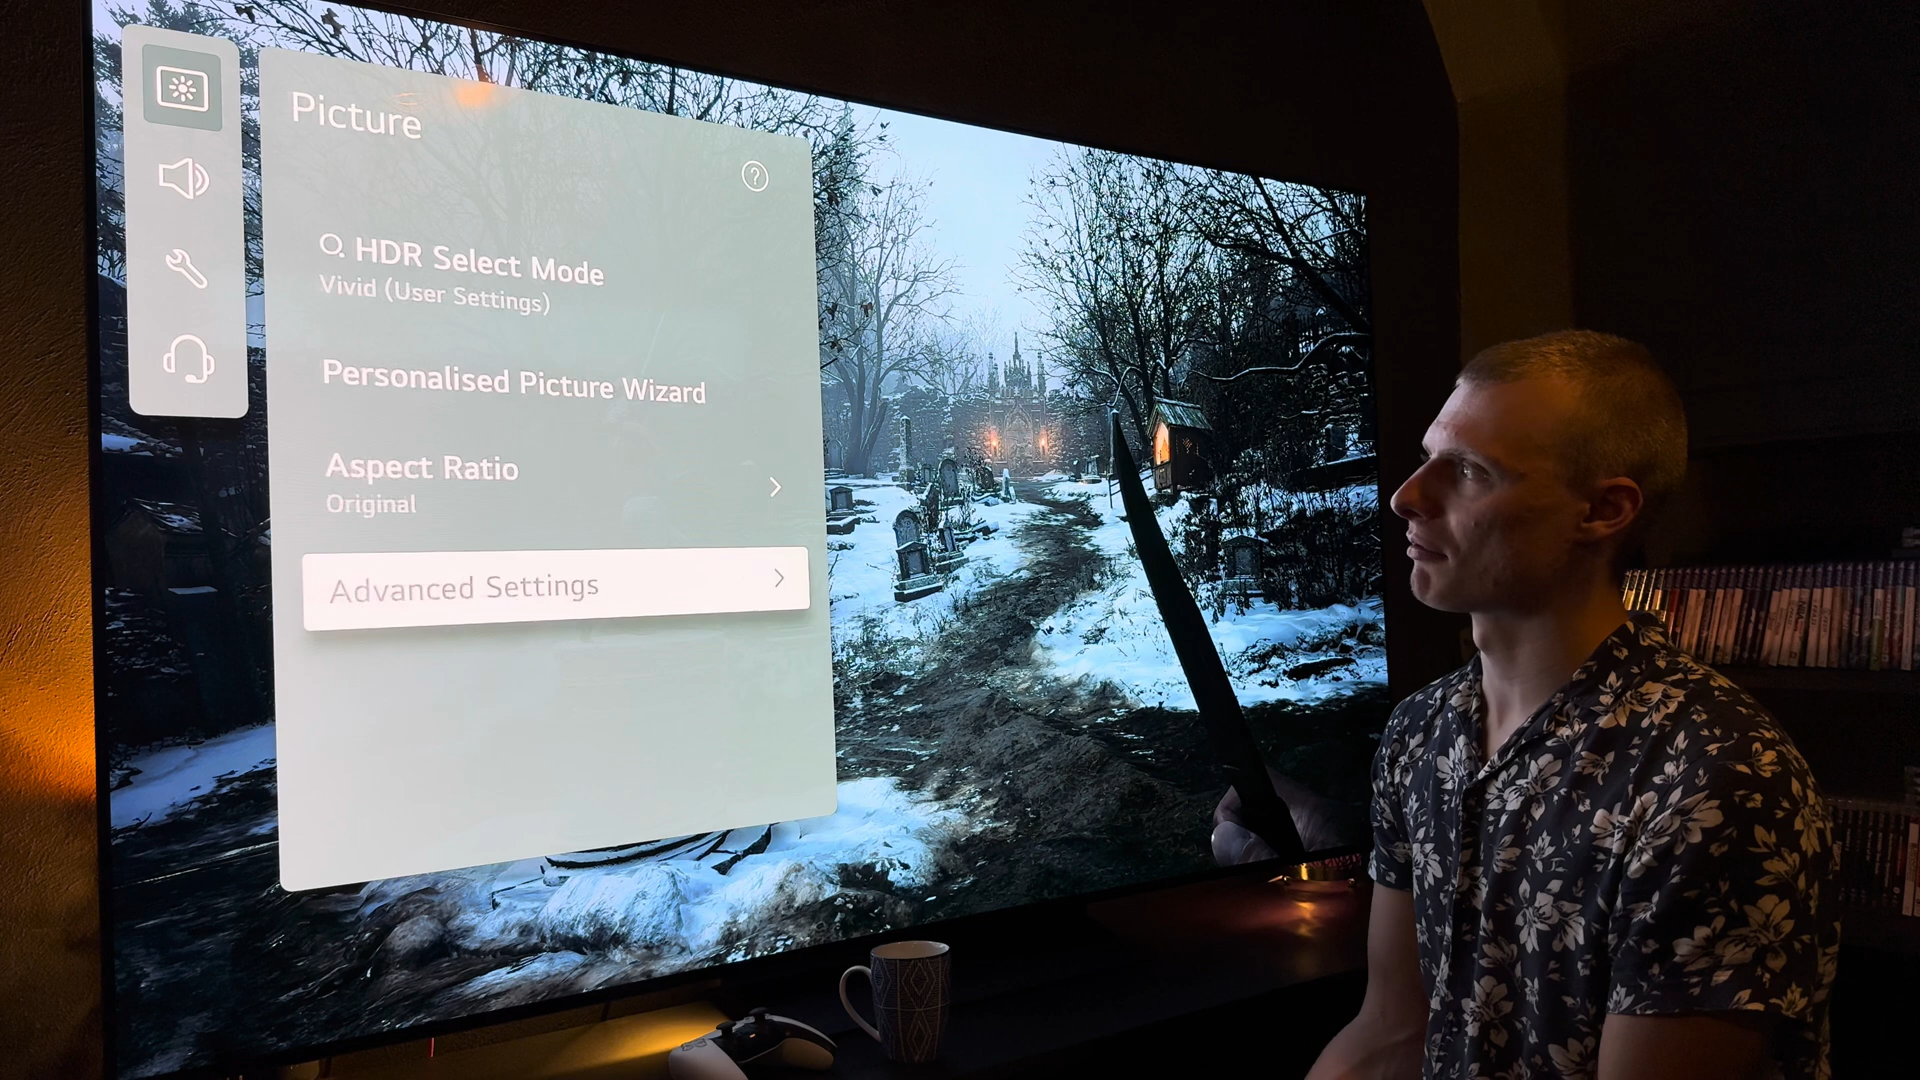 Picture
HDR Select Mode
Vivid (User Settings)
Personalised Picture Wizard
Aspect Ratio
Original
Advanced Settings